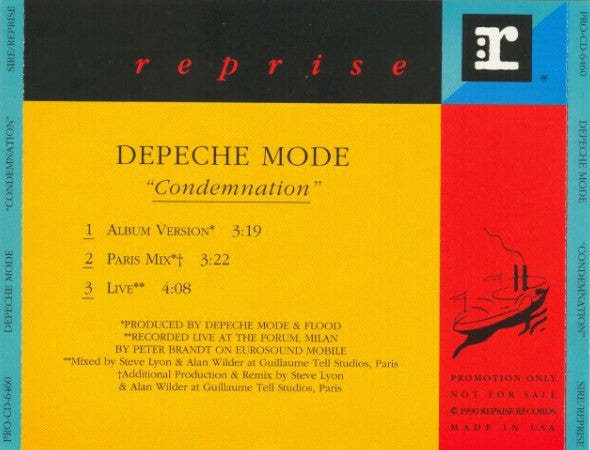 SIRE/REPRISE
"CONDEMNATION"
DEPECHE MODE
PRO-CD-6460
reprise
r
®
DEPECHE MODE
"Condemnation"
1 ALBUM VERSION* 3:19
2 PARIS MIX*† 3:22
3 LIVE** 4:08
*PRODUCED BY DEPECHE MODE & FLOOD
**RECORDED LIVE AT THE FORUM, MILAN
BY PETER BRANDT ON EUROSOUND MOBILE
**Mixed by Steve Lyon & Alan Wilder at Guillaume Tell Studios, Paris
†Additional Production & Remix by Steve Lyon
& Alan Wilder at Guillaume Tell Studios, Paris
PROMOTION ONLY
NOT FOR SALE
© 1990 REPRISE RECORDS
MADE IN U.S.A.
PRO-CD-6460
DEPECHE MODE
"CONDEMNATION"
SIRE/REPRISE